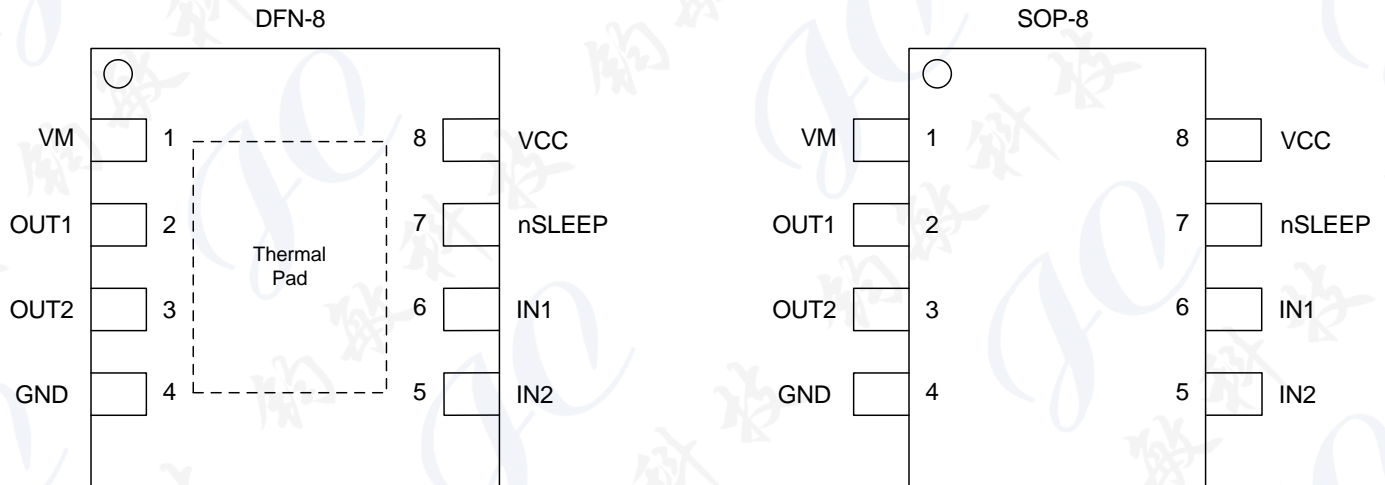 DFN-8
VM 1 8 VCC
OUT1 2 7 nSLEEP
Thermal
Pad
OUT2 3 6 IN1
GND 4 5 IN2
SOP-8
VM 1 8 VCC
OUT1 2 7 nSLEEP
OUT2 3 6 IN1
GND 4 5 IN2